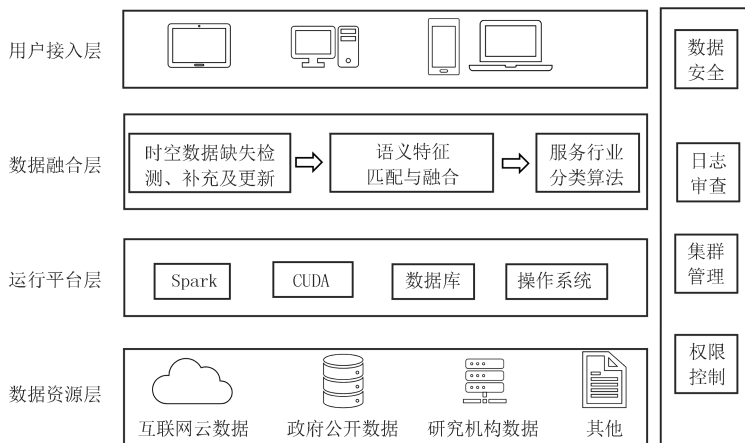 用户接入层
数据融合层
时空数据缺失检
测、补充及更新
语义特征
匹配与融合
服务行业
分类算法
运行平台层
Spark
CUDA
数据库
操作系统
数据资源层
互联网云数据
政府公开数据
研究机构数据
其他
数据
安全
日志
审查
集群
管理
权限
控制